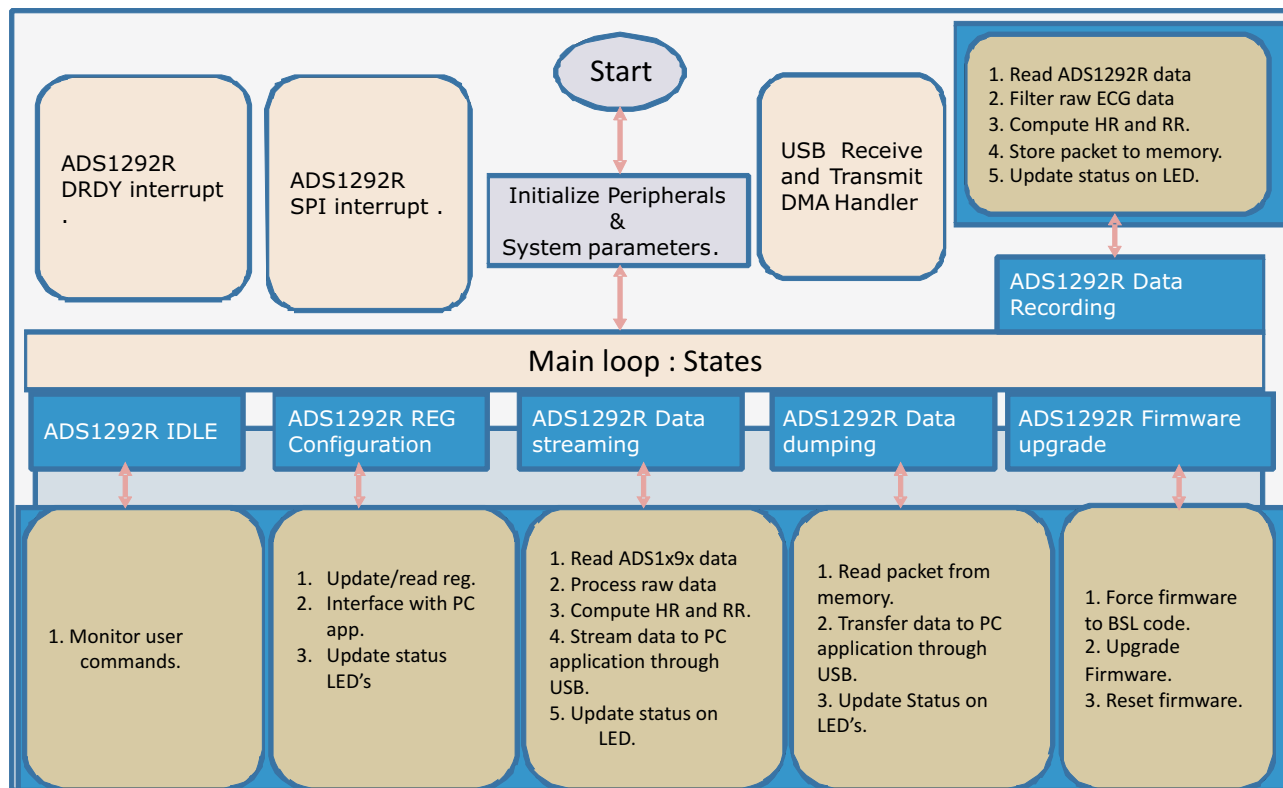 Start
ADS1292R
DRDY interrupt
.
ADS1292R
SPI interrupt .
Initialize Peripherals
&
System parameters.
USB Receive
and Transmit
DMA Handler
1. Read ADS1292R data
2. Filter raw ECG data
3. Compute HR and RR.
4. Store packet to memory.
5. Update status on LED.
ADS1292R Data
Recording
Main loop : States
ADS1292R IDLE
ADS1292R REG
Configuration
ADS1292R Data
streaming
ADS1292R Data
dumping
ADS1292R Firmware
upgrade
1. Monitor user
commands.
1. Update/read reg.
2. Interface with PC
app.
3. Update status
LED's
1. Read ADS1x9x data
2. Process raw data
3. Compute HR and RR.
4. Stream data to PC
application through
USB.
5. Update status on
LED.
1. Read packet from
memory.
2. Transfer data to PC
application through
USB.
3. Update Status on
LED's.
1. Force firmware
to BSL code.
2. Upgrade
Firmware.
3. Reset firmware.